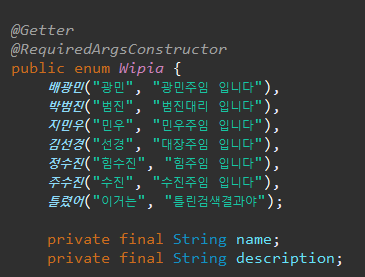 @Getter
@RequiredArgsConstructor
public enum Wipia {
배광민("광민", "광민주임 입니다"),
박범진("범진", "범진대리 입니다"),
지민우("민우", "민우주임 입니다"),
김선경("선경", "대장주임 입니다"),
정수진("힘수진", "힘주임 입니다"),
주수진("수진", "수진주임 입니다"),
틀렸어("이거는", "틀린검색결과야");
private final String name;
private final String description;